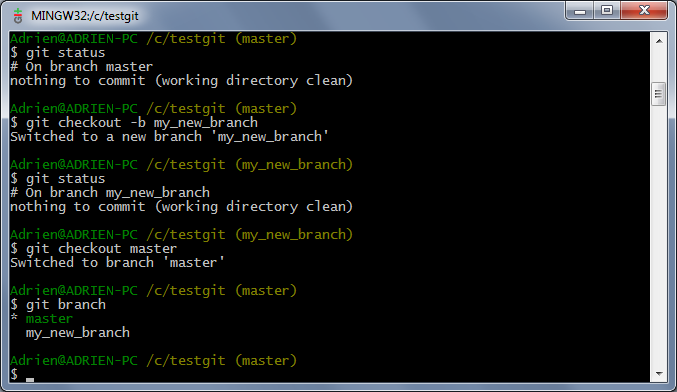 MINGW32:/c/testgit
Adrien@ADRIEN-PC /c/testgit (master)
$ git status
# On branch master
nothing to commit (working directory clean)
Adrien@ADRIEN-PC /c/testgit (master)
$ git checkout -b my_new_branch
Switched to a new branch 'my_new_branch'
Adrien@ADRIEN-PC /c/testgit (my_new_branch)
$ git status
# On branch my_new_branch
nothing to commit (working directory clean)
Adrien@ADRIEN-PC /c/testgit (my_new_branch)
$ git checkout master
Switched to branch 'master'
Adrien@ADRIEN-PC /c/testgit (master)
$ git branch
* master
  my_new_branch
Adrien@ADRIEN-PC /c/testgit (master)
$